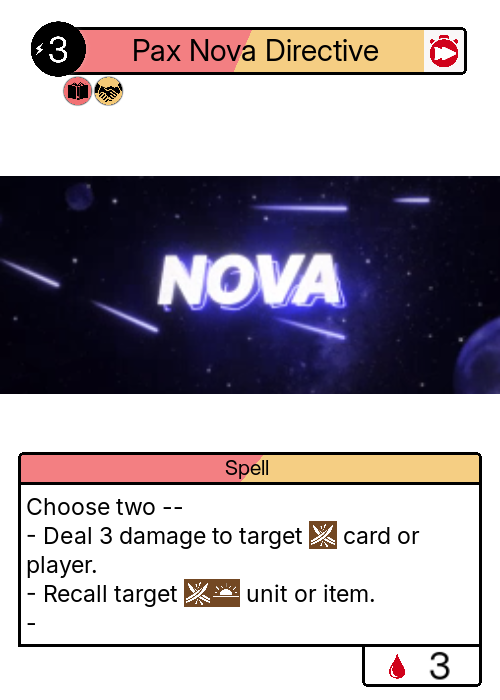 3
Pax Nova Directive
NOVA
Spell
Choose two --
- Deal 3 damage to target card or
player.
- Recall target unit or item.
-
3